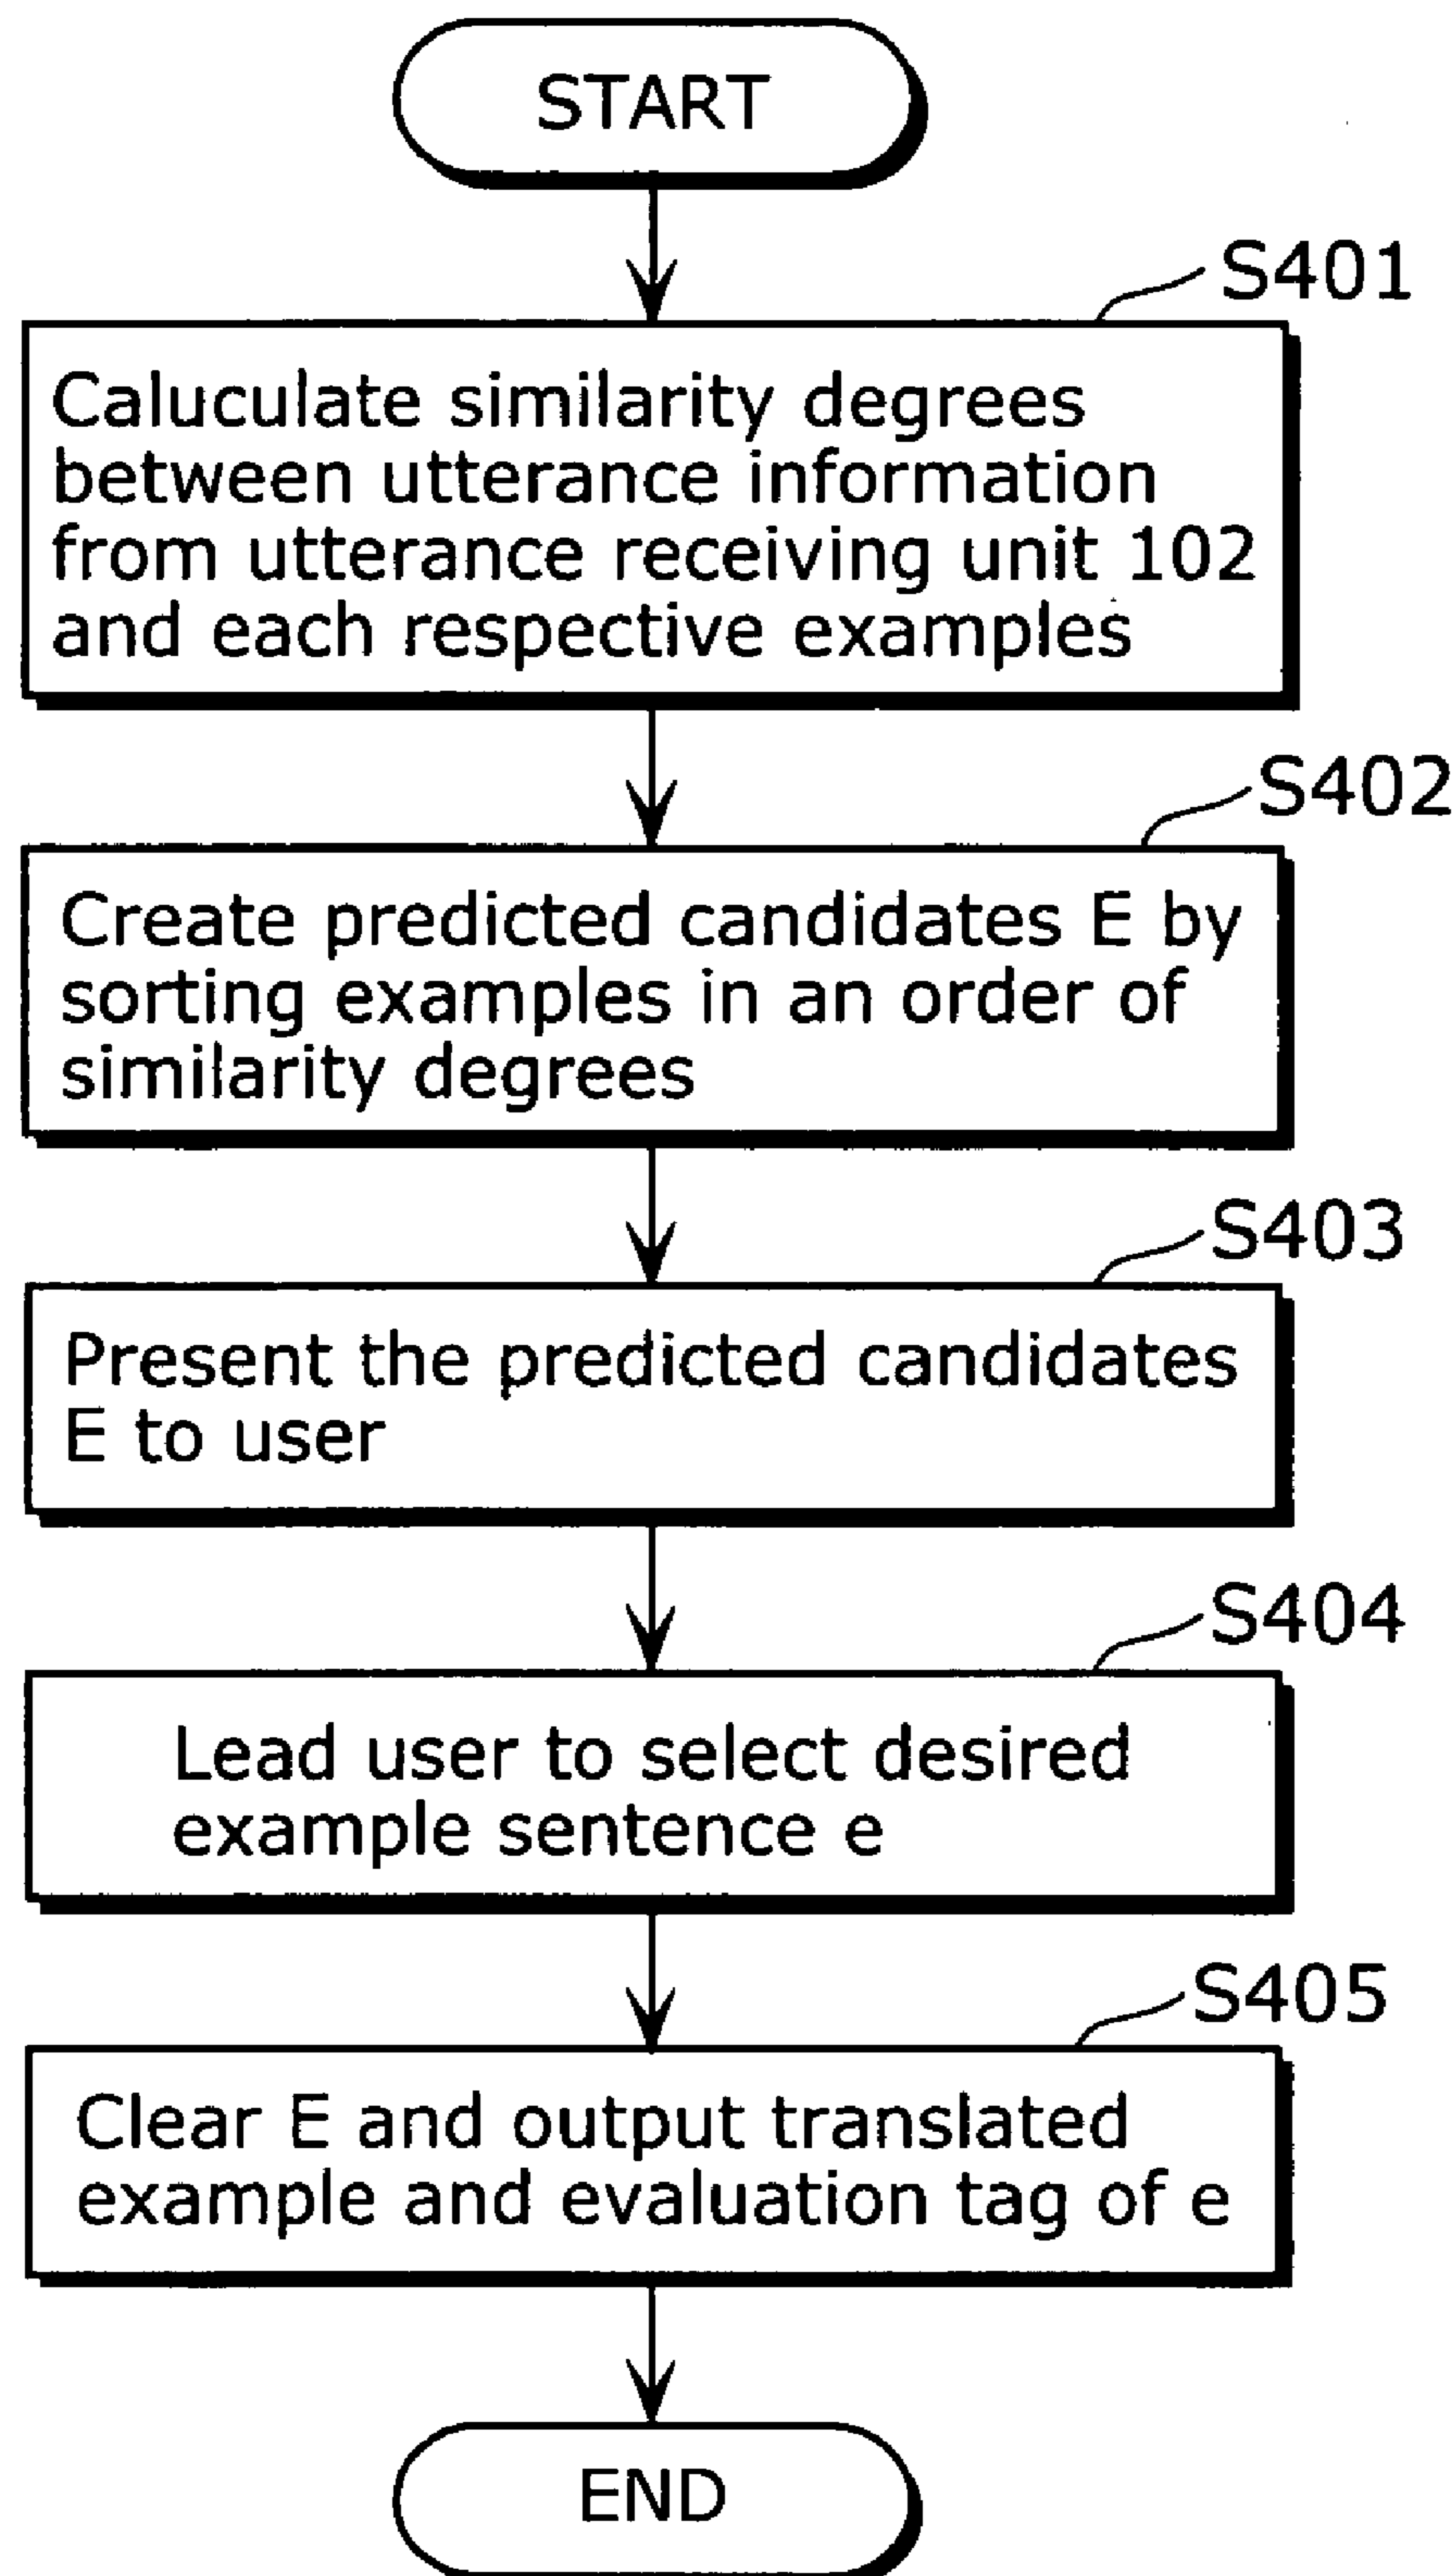 START
S401
Caluculate similarity degrees
between utterance information
from utterance receiving unit 102
and each respective examples
S402
Create predicted candidates E by
sorting examples in an order of
similarity degrees
S403
Present the predicted candidates
E to user
S404
Lead user to select desired
example sentence e
S405
Clear E and output translated
example and evaluation tag of e
END